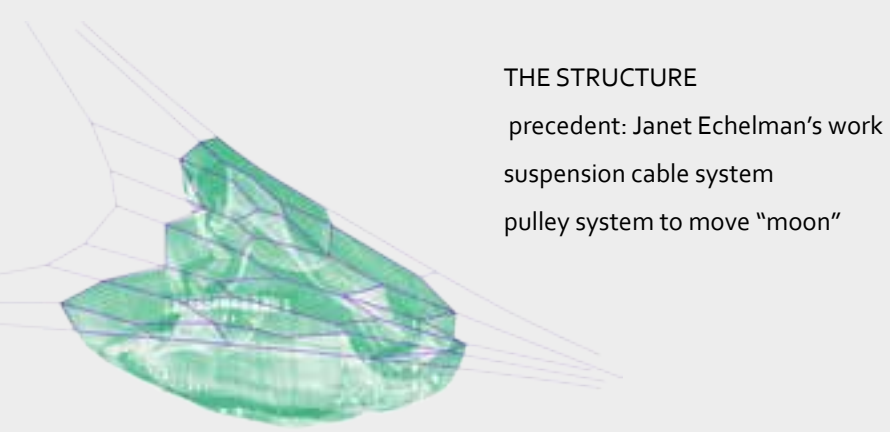 THE STRUCTURE
precedent: Janet Echelman’s work
suspension cable system
pulley system to move “moon”